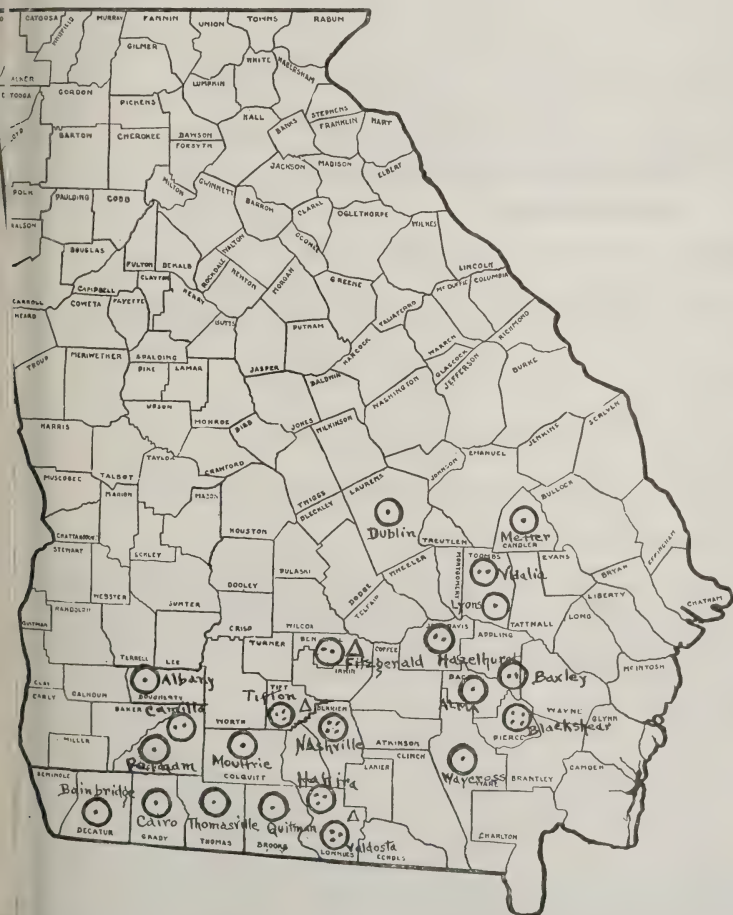 CATOOSA
MURRAY
FANNIN
UNION
TOWNS
RABUN
WHITFIELD
GILMER
WHITE
HABERSHAM
LUMPKIN
GORDON
PICKENS
HALL
BANKS
STEPHENS
FRANKLIN
HART
BARTOW
CHEROKEE
DAWSON
FORSYTH
JACKSON
MADISON
ELBERT
MILTON
POLK
PAULDING
COBB
GWINNETT
BARROW
CLARKE
OGLETHORPE
WILKES
OCONEE
DOUGLAS
WALTON
LINCOLN
FULTON
DEKALB
ROCKDALE
CAMPBELL
CLAYTON
HENRY
NEWTON
MORGAN
GREENE
TALIAFERRO
McDUFFIE
COLUMBIA
CARROLL
COWETA
FAYETTE
HEARD
BUTTS
PUTNAM
WARREN
RICHMOND
TROUP
MERIWETHER
SPALDING
JASPER
HANCOCK
GLASCOCK
JEFFERSON
BURKE
PIKE
LAMAR
BALDWIN
WASHINGTON
UPSON
MONROE
JONES
HARRIS
BIBB
WILKINSON
JENKINS
SCREVEN
TAYLOR
CRAWFORD
JOHNSON
EMANUEL
MUSCOGEE
TALBOT
TWIGGS
LAURENS
BULLOCK
MARION
MACON
BLECKLEY
Dublin
Metter
CHATTAHOOCHEE
HOUSTON
TREUTLEN
CANDLER
STEWART
SCHLEY
EFFINGHAM
PULASKI
WHEELER
MONTGOMERY
TOOMBS
EVANS
BRYAN
DOOLY
DODGE
Vidalia
WEBSTER
SUMTER
CHATHAM
RANDOLPH
TELFAIR
Lyons
LIBERTY
QUITMAN
CRISP
WILCOX
TATTNALL
LONG
TERRELL
LEE
TURNER
BEN
COFFEE
DAVIS
APPLING
Fitzgerald
Hazelhurst
McINTOSH
IRWIN
Albany
Baxley
CLAY
CALHOUN
DOUGHERTY
TIFT
Tifton
Alma
EARLY
BAKER
Camilla
WORTH
WAYNE
GLYNN
Blackshear
MILLER
Nashville
PIERCE
Moultrie
ATKINSON
Waycross
CLINCH
SEMINOLE
COLQUITT
Hahira
LANIER
WARE
BRANTLEY
CAMDEN
Bainbridge
Cairo
Thomasville
Quitman
DECATUR
GRADY
THOMAS
BROOKS
Valdosta
CHARLTON
LOWNDES
ECHOLS